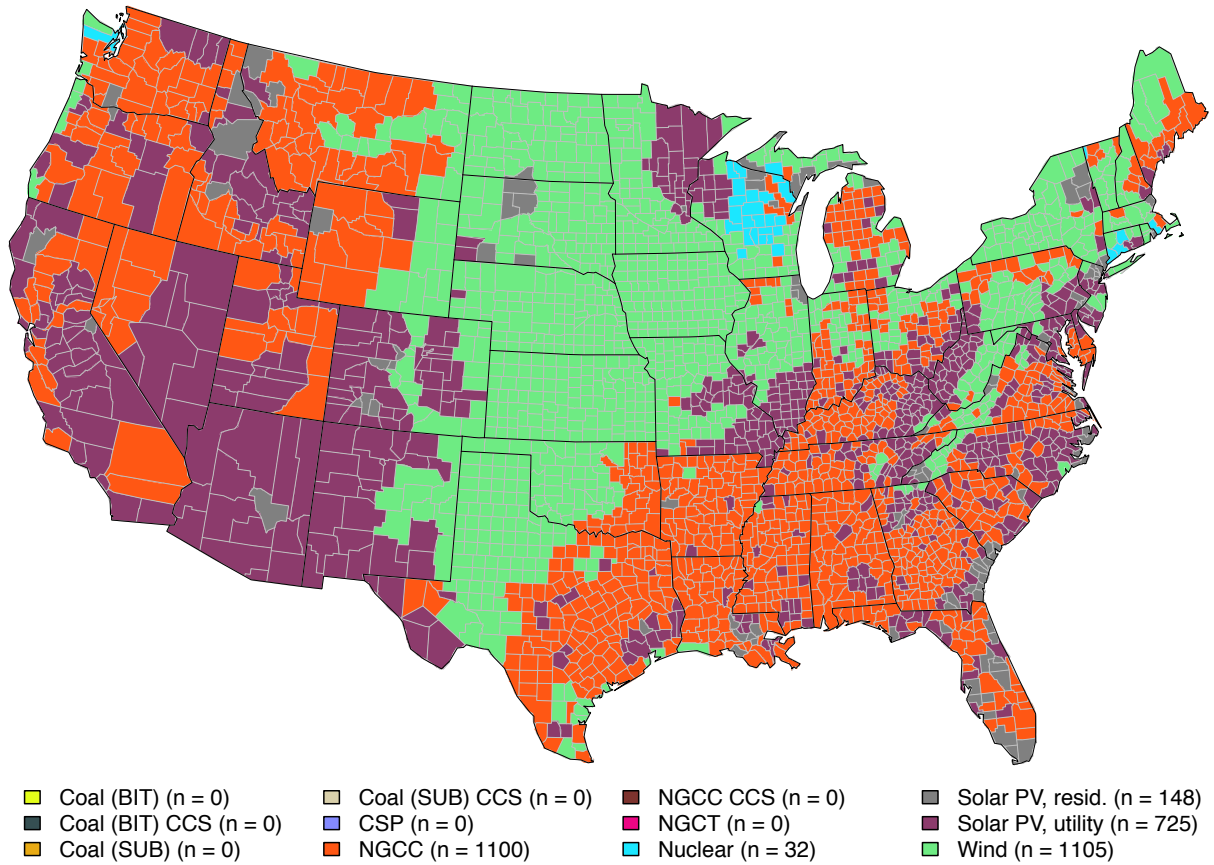 Coal (BIT) (n = 0)
Coal (BIT) CCS (n = 0)
Coal (SUB) (n = 0)
Coal (SUB) CCS (n = 0)
CSP (n = 0)
NGCC (n = 1100)
NGCC CCS (n = 0)
NGCT (n = 0)
Nuclear (n = 32)
Solar PV, resid. (n = 148)
Solar PV, utility (n = 725)
Wind (n = 1105)